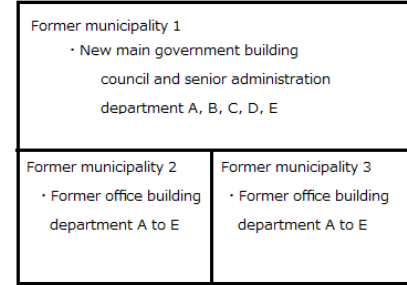 Former municipality 1
・New main government building
council and senior administration
department A, B, C, D, E
Former municipality 2
・Former office building
department A to E
Former municipality 3
・Former office building
department A to E